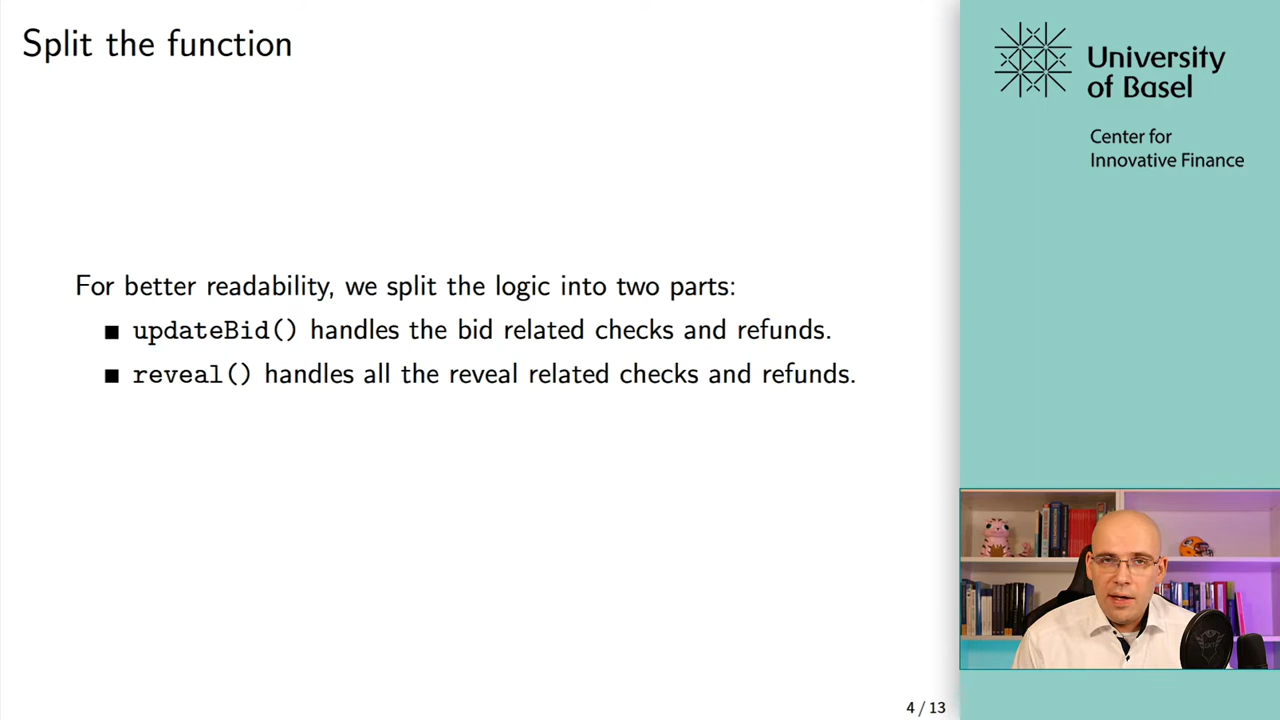 Split the function
For better readability, we split the logic into two parts:
updateBid() handles the bid related checks and refunds.
reveal() handles all the reveal related checks and refunds.
4 / 13
University
of Basel
Center for
Innovative Finance